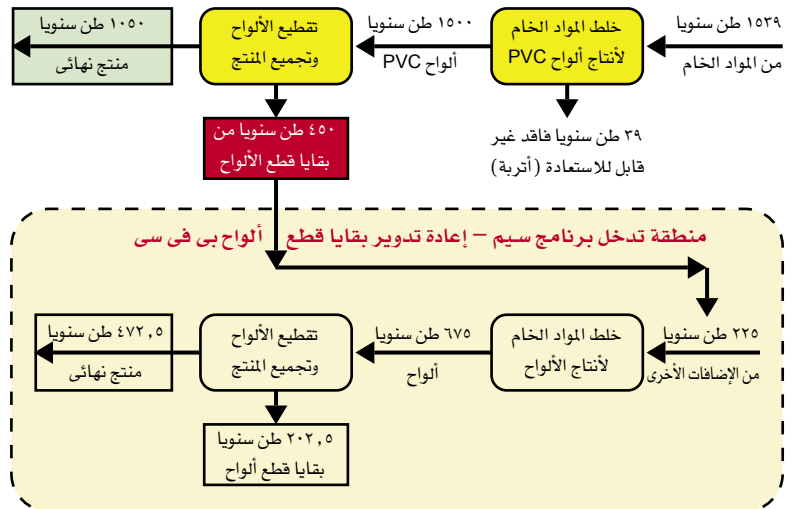 ١٥٣٩ طن سنويا
من المواد الخام
خلط المواد الخام
لأنتاج ألواح PVC
١٥٠٠ طن سنويا
ألواح PVC
تقطيع الألواح
وتجميع المنتج
١٠٥٠ طن سنويا
منتج نهائى
٣٩ طن سنويا فاقد غير
قابل للاستعادة (أتربة)
٤٥٠ طن سنويا من
بقايا قطع الألواح
منطقة تدخل برنامج سيم – إعادة تدوير بقايا قطع ألواح بى فى سى
٢٢٥ طن سنويا
من الإضافات الأخرى
خلط المواد الخام
لأنتاج الألواح
٦٧٥ طن سنويا
ألواح
تقطيع الألواح
وتجميع المنتج
٤٧٢,٥ طن سنويا
منتج نهائى
٢٠٢,٥ طن سنويا
بقايا قطع ألواح